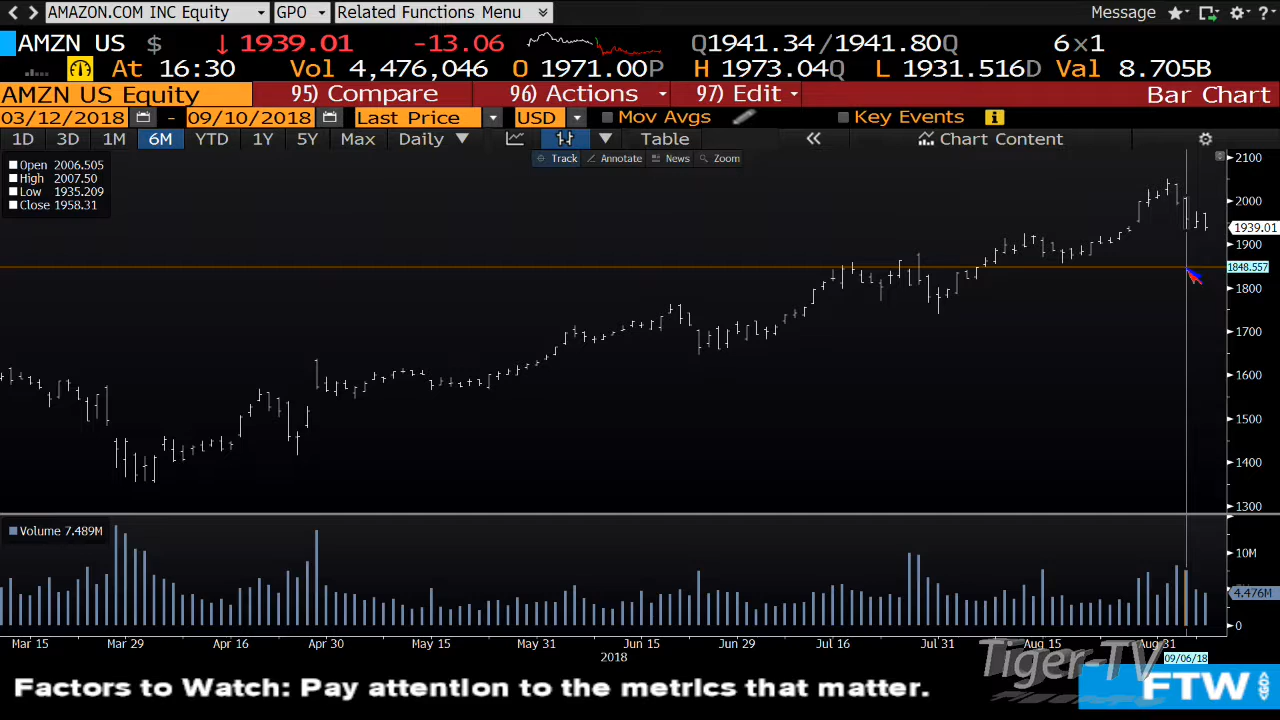 AMAZON.COM INC Equity GPO Related Functions Menu Message ?
AMZN US $ ↓ 1939.01 -13.06 Q1941.34/1941.80Q 6x1
At 16:30 Vol 4,476,046 O 1971.00P H 1973.04Q L 1931.516D Val 8.705B
AMZN US Equity 95) Compare 96) Actions 97) Edit Bar Chart
03/12/2018 - 09/10/2018 Last Price USD Mov Avgs Key Events i
1D 3D 1M 6M YTD 1Y 5Y Max Daily Table « Chart Content
Track Annotate News Zoom
Open 2006.505
High 2007.50
Low 1935.209
Close 1958.31
2100
2000
1939.01
1900
1848.557
1800
1700
1600
1500
1400
1300
Volume 7.489M
10M
4.476M
0
Mar 15 Mar 29 Apr 16 Apr 30 May 15 May 31 Jun 15 Jun 29 Jul 16 Jul 31 Aug 15 Aug 31
2018 09/06/18
Tiger-TV
Factors to Watch: Pay attention to the metrics that matter.
FTW